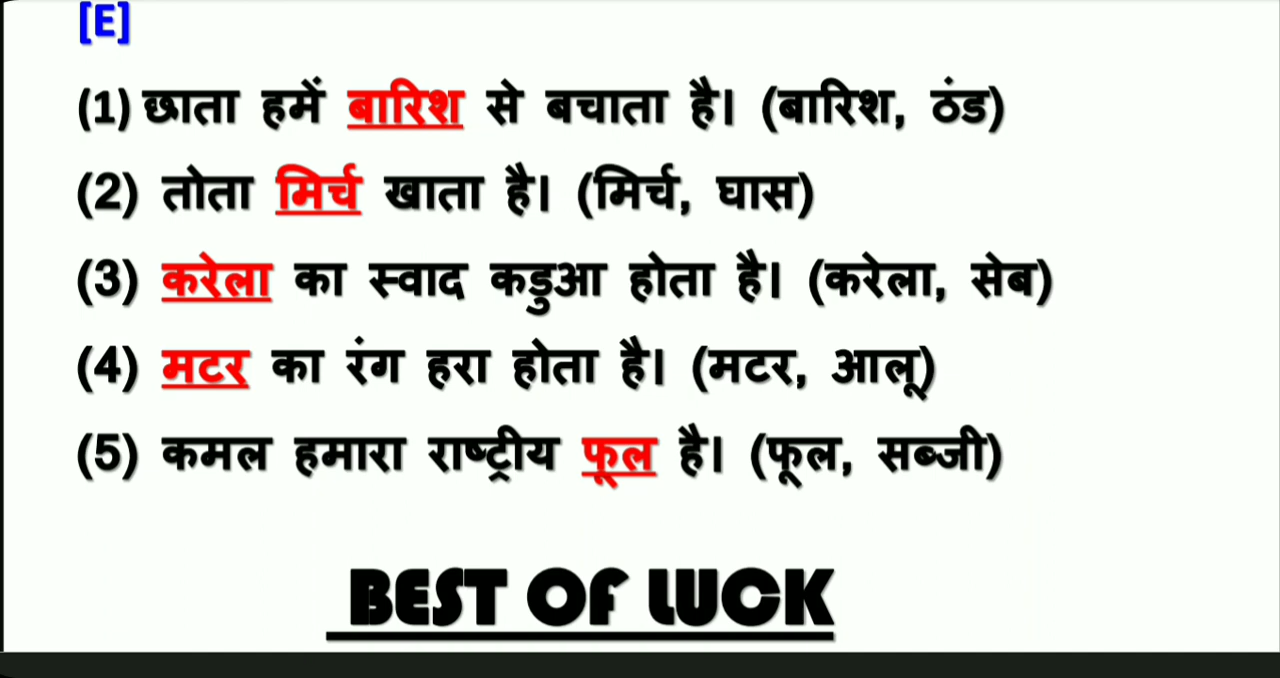 [E]
(1) छाता हमें बारिश से बचाता है। (बारिश, ठंड)
(2) तोता मिर्च खाता है। (मिर्च, घास)
(3) करेला का स्वाद कडुआ होता है। (करेला, सेब)
(4) मटर का रंग हरा होता है। (मटर, आलू)
(5) कमल हमारा राष्ट्रीय फूल है। (फूल, सब्जी)
BEST OF LUCK